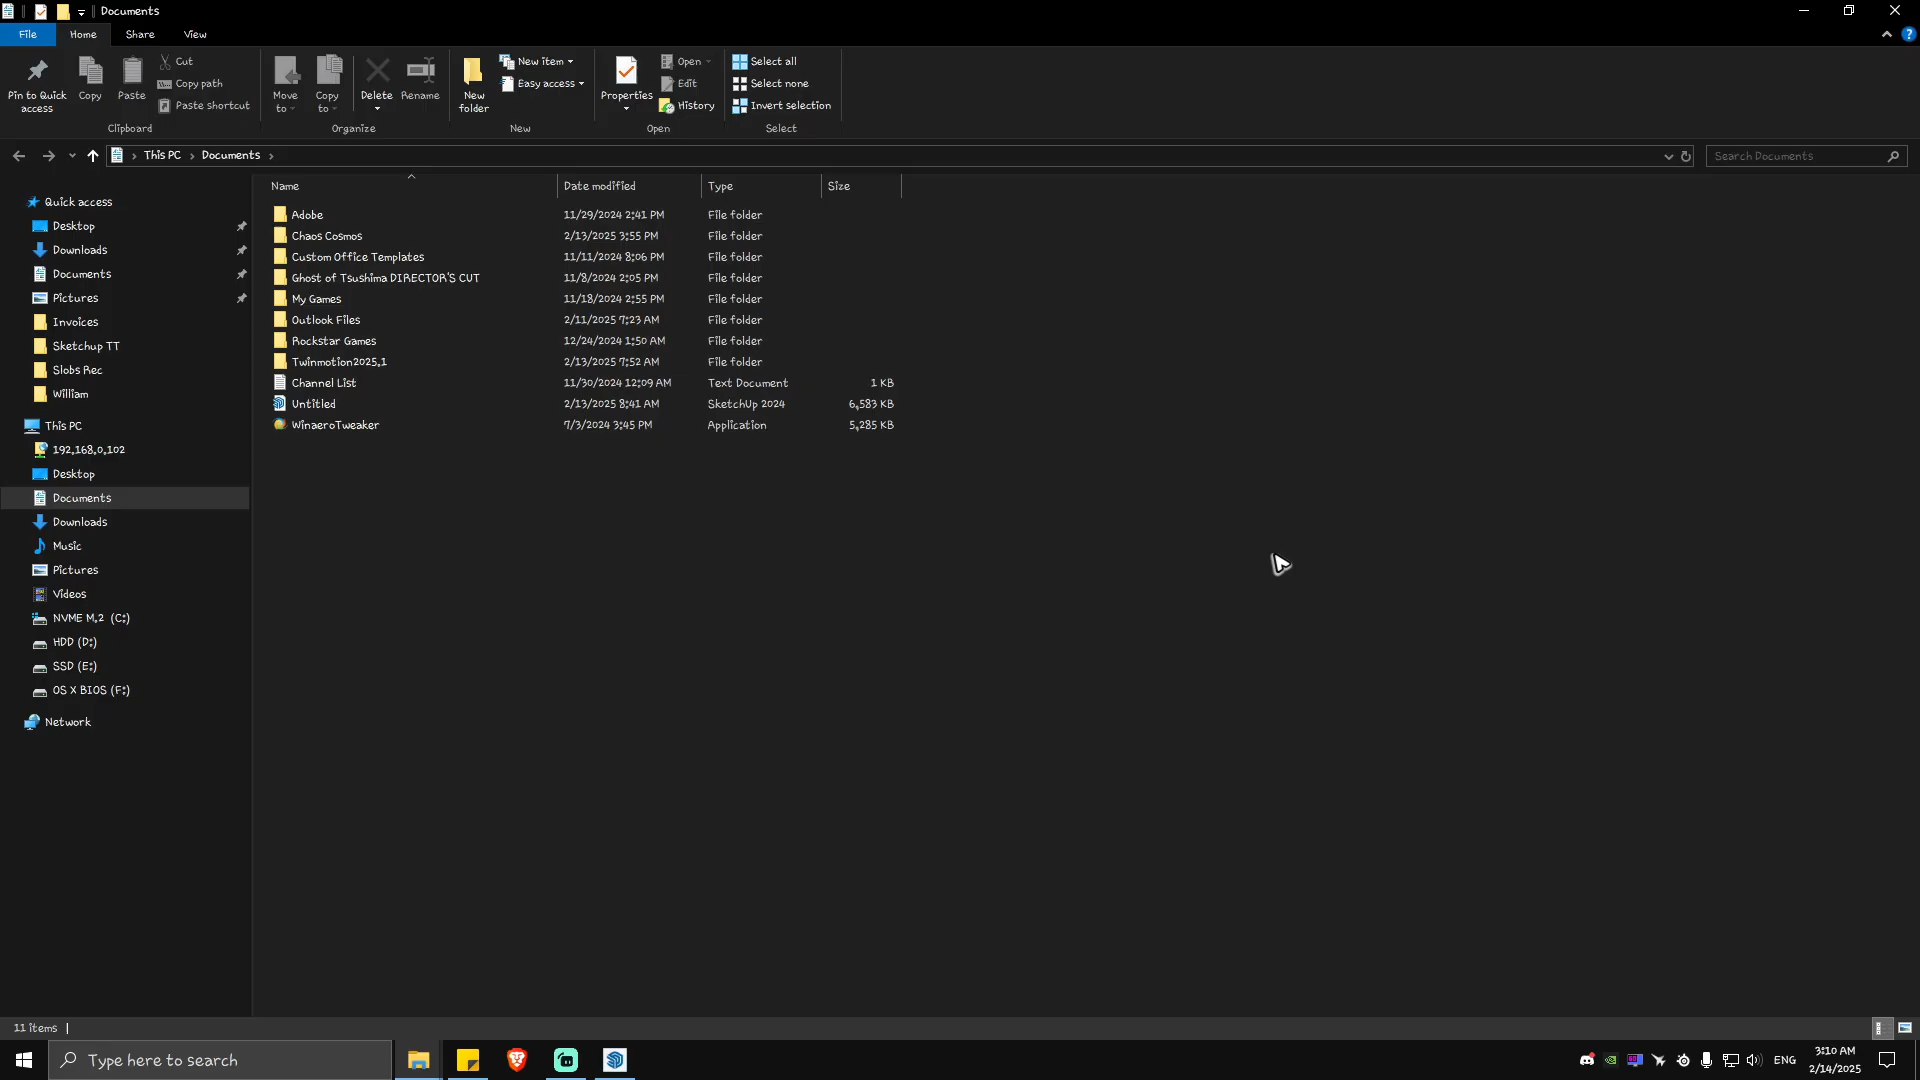 Documents
File Home Share View
Pin to Quick access
Copy
Paste
Cut
Copy path
Paste shortcut
Clipboard
Move to
Copy to
Delete
Rename
Organize
New folder
New item
Easy access
New
Properties
Open
Edit
History
Open
Select all
Select none
Invert selection
Select
This PC Documents
Search Documents
Name Date modified Type Size
Adobe 11/29/2024 2:41 PM File folder
Chaos Cosmos 2/13/2025 3:55 PM File folder
Custom Office Templates 11/11/2024 8:06 PM File folder
Ghost of Tsushima DIRECTOR'S CUT 11/8/2024 2:05 PM File folder
My Games 11/18/2024 2:55 PM File folder
Outlook Files 2/11/2025 7:23 AM File folder
Rockstar Games 12/24/2024 1:50 AM File folder
Twinmotion2025.1 2/13/2025 7:52 AM File folder
Channel List 11/30/2024 12:09 AM Text Document 1 KB
Untitled 2/13/2025 8:41 AM SketchUp 2024 6,583 KB
WinaeroTweaker 7/3/2024 3:45 PM Application 5,285 KB
Quick access
Desktop
Downloads
Documents
Pictures
Invoices
Sketchup TT
Slobs Rec
William
This PC
192.168.0.102
Desktop
Documents
Downloads
Music
Pictures
Videos
NVME M.2 (C:)
HDD (D:)
SSD (E:)
OS X BIOS (F:)
Network
11 items
Type here to search
ENG
3:10 AM
2/14/2025